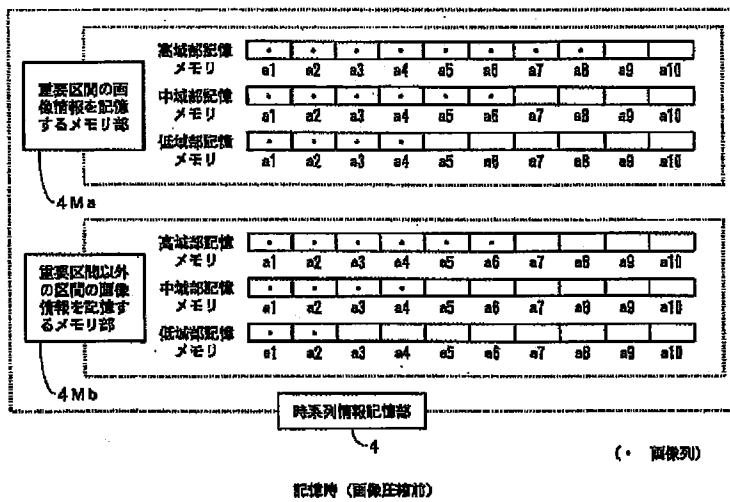 高域部記憶
メモリ
a1 a2 a3 a4 a5 a6 a7 a8 a9 a10
重要区間の画
像情報を記憶
するメモリ部
中域部記憶
メモリ
a1 a2 a3 a4 a5 a6 a7 a8 a9 a10
低域部記憶
メモリ
a1 a2 a3 a4 a5 a6 a7 a8 a9 a10
4Ma
高域部記憶
メモリ
a1 a2 a3 a4 a5 a6 a7 a8 a9 a10
重要区間以外
の区間の画像
情報を記憶す
るメモリ部
中域部記憶
メモリ
a1 a2 a3 a4 a5 a6 a7 a8 a9 a10
低域部記憶
メモリ
a1 a2 a3 a4 a5 a6 a7 a8 a9 a10
4Mb
時系列情報記憶部
4
(・ 画像列)
記憶時 (画像圧縮前)